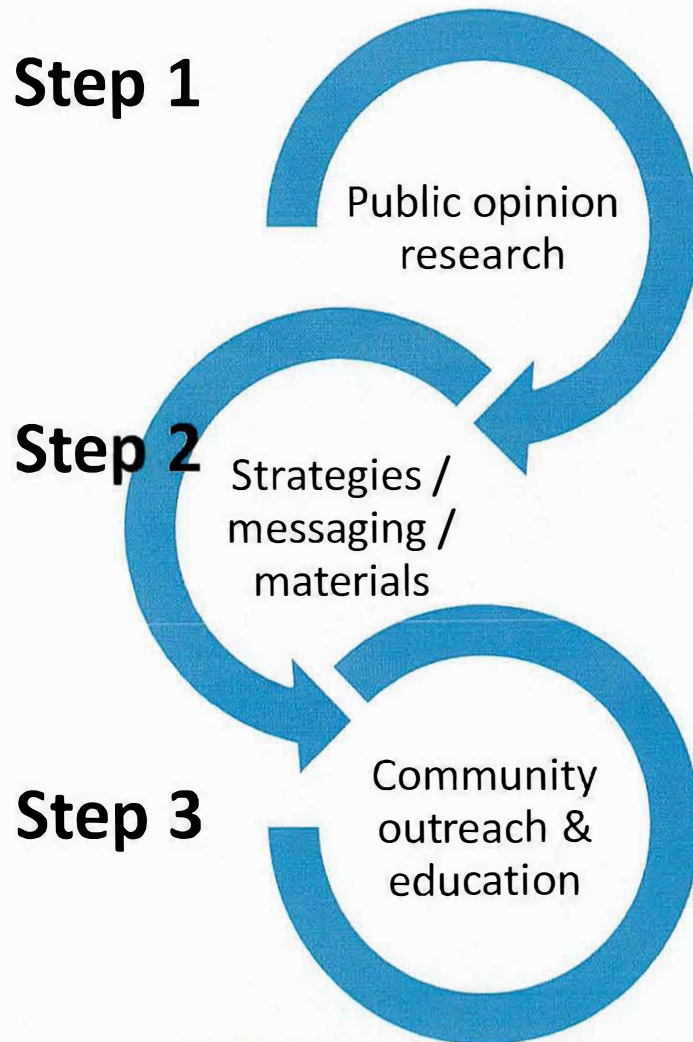 Step 1
Public opinion
research
Step 2
Strategies /
messaging /
materials
Step 3
Community
outreach &
education